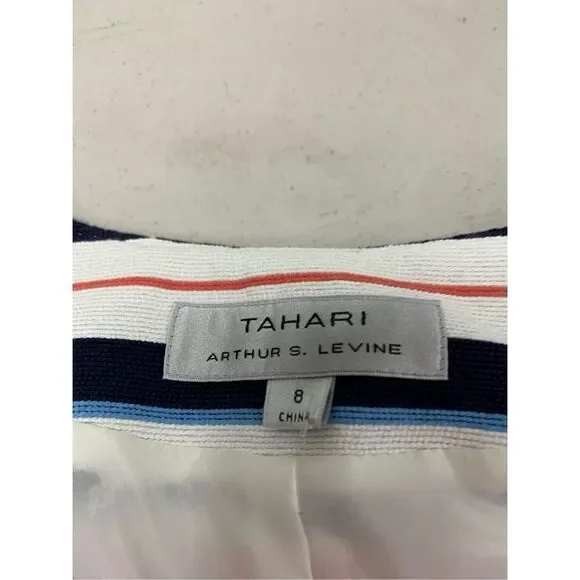 TAHARI
ARTHUR S. LEVINE
8
CHINA